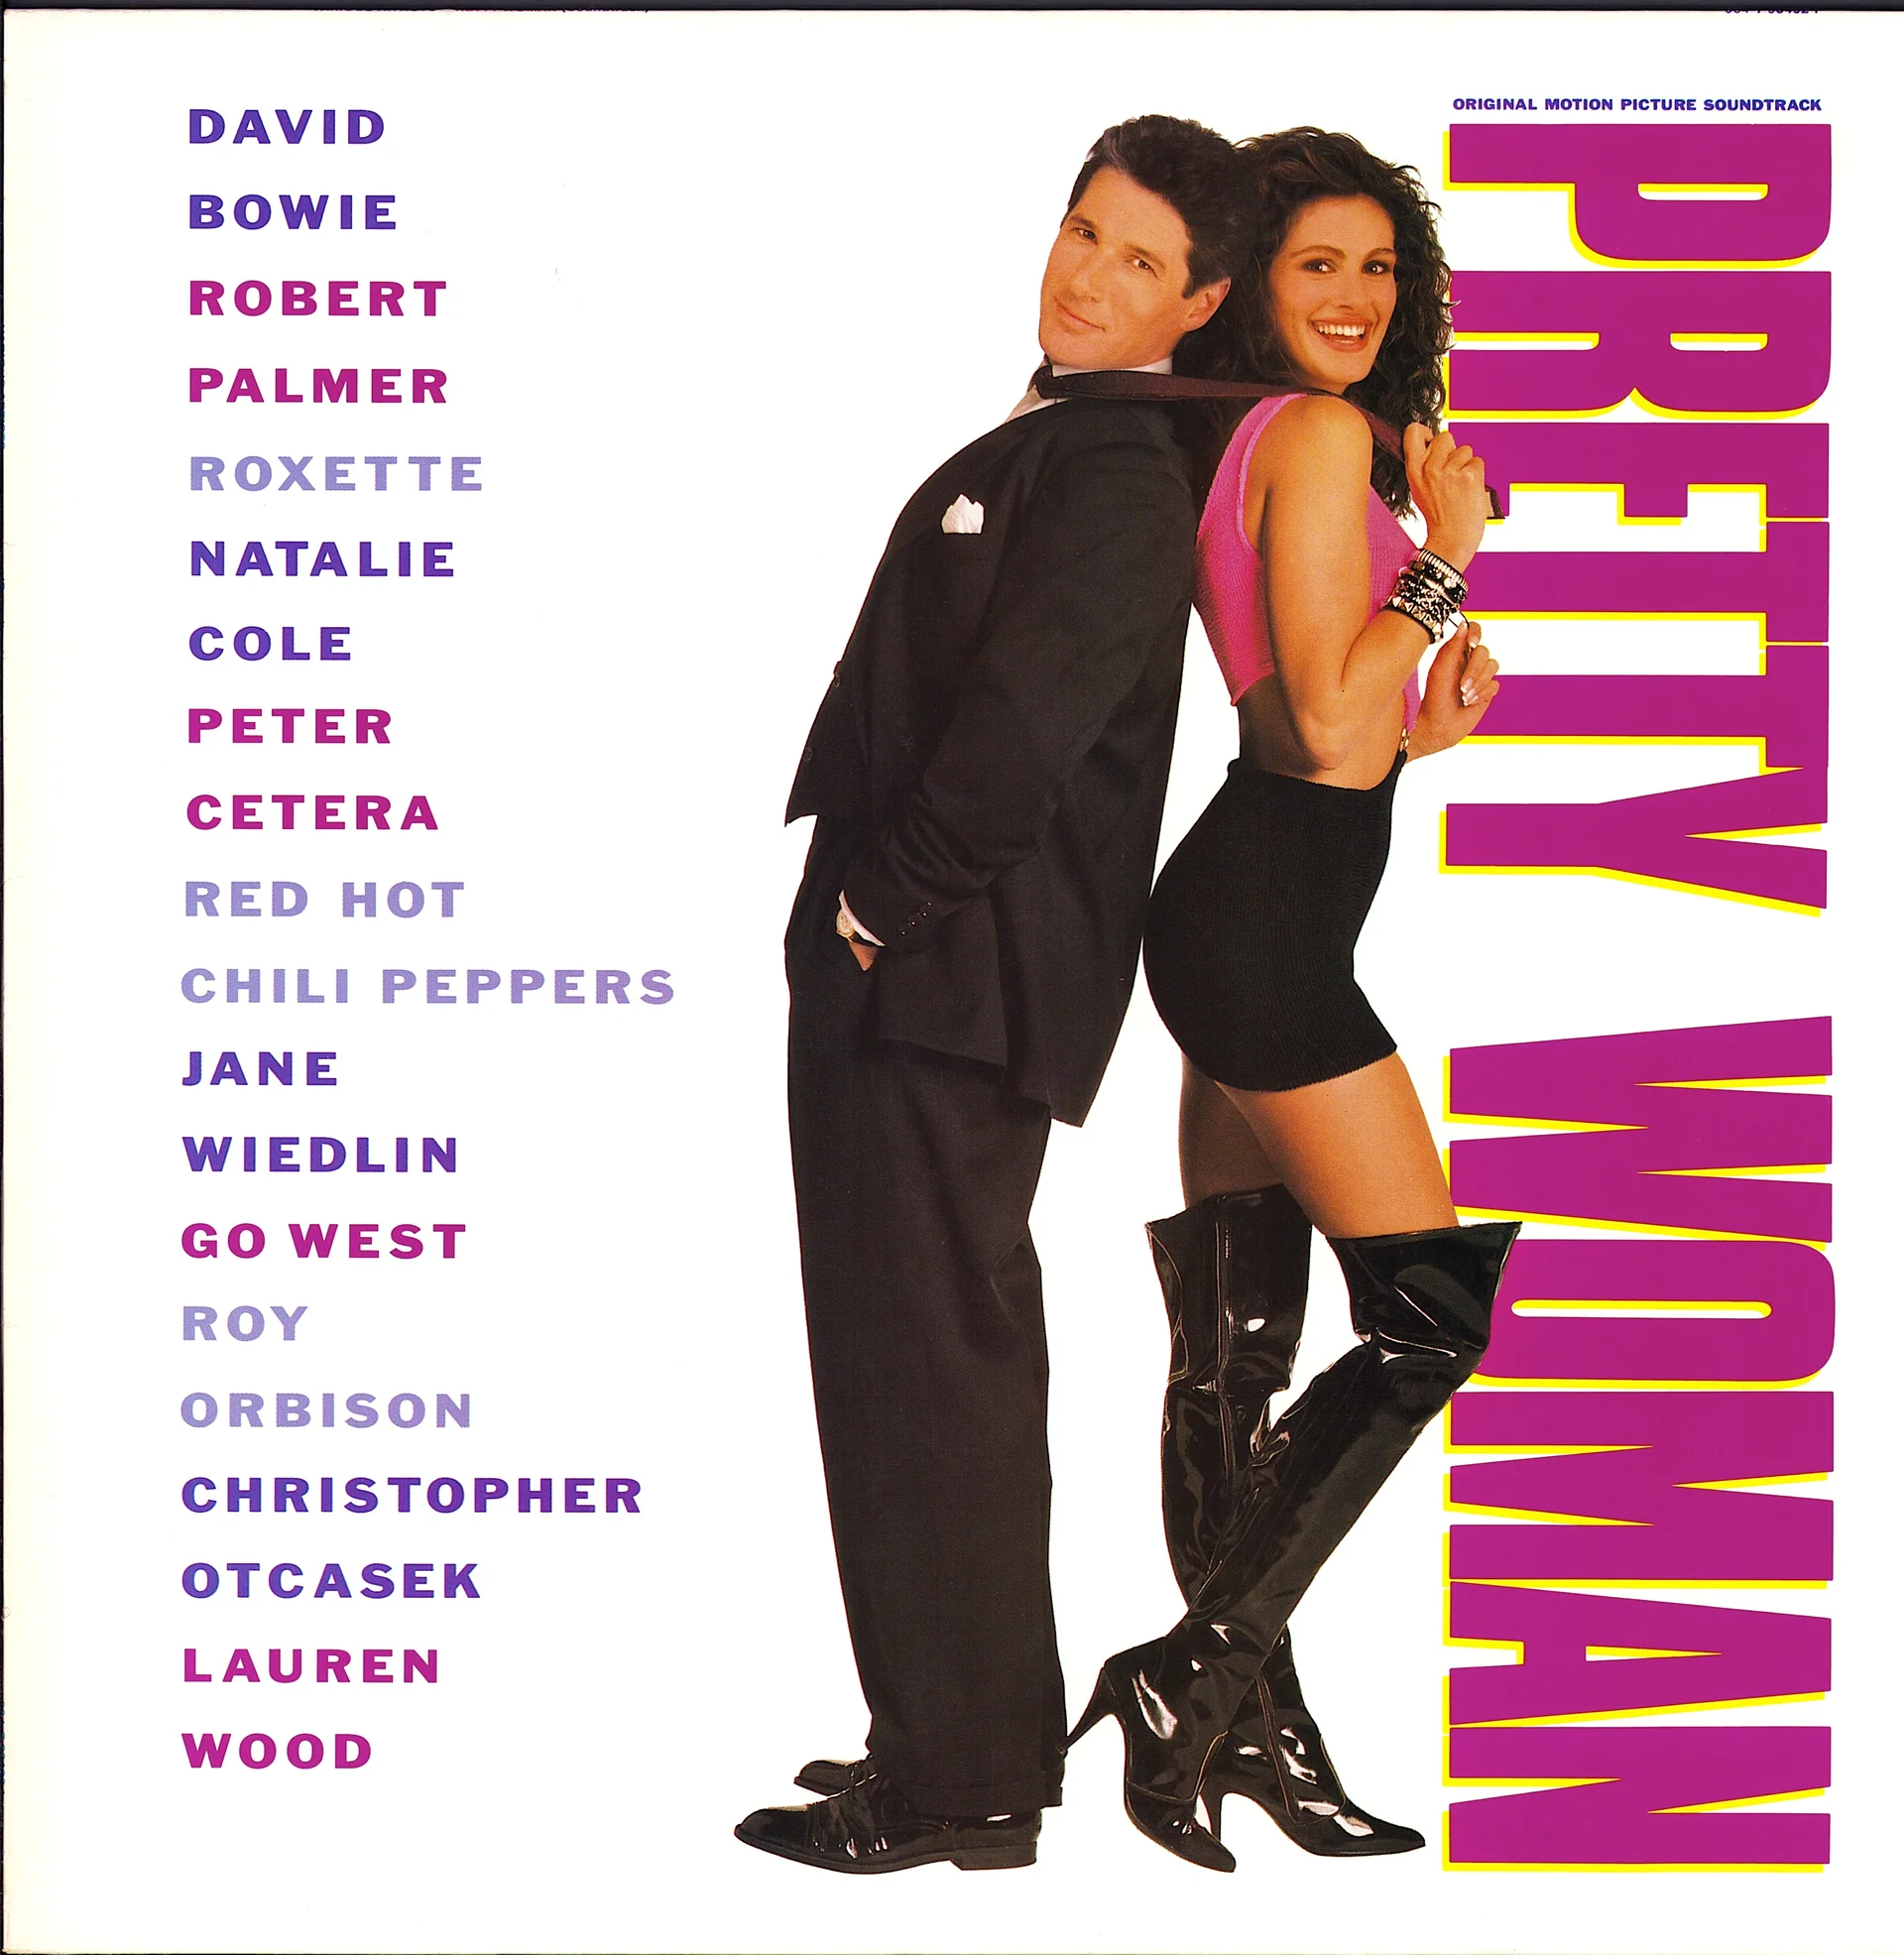 DAVID
BOWIE
ROBERT
PALMER
ROXETTE
NATALIE
COLE
PETER
CETERA
RED HOT
CHILI PEPPERS
JANE
WIEDLIN
GO WEST
ROY
ORBISON
CHRISTOPHER
OTCASEK
LAUREN
WOOD
ORIGINAL MOTION PICTURE SOUNDTRACK
PRETTY WOMAN